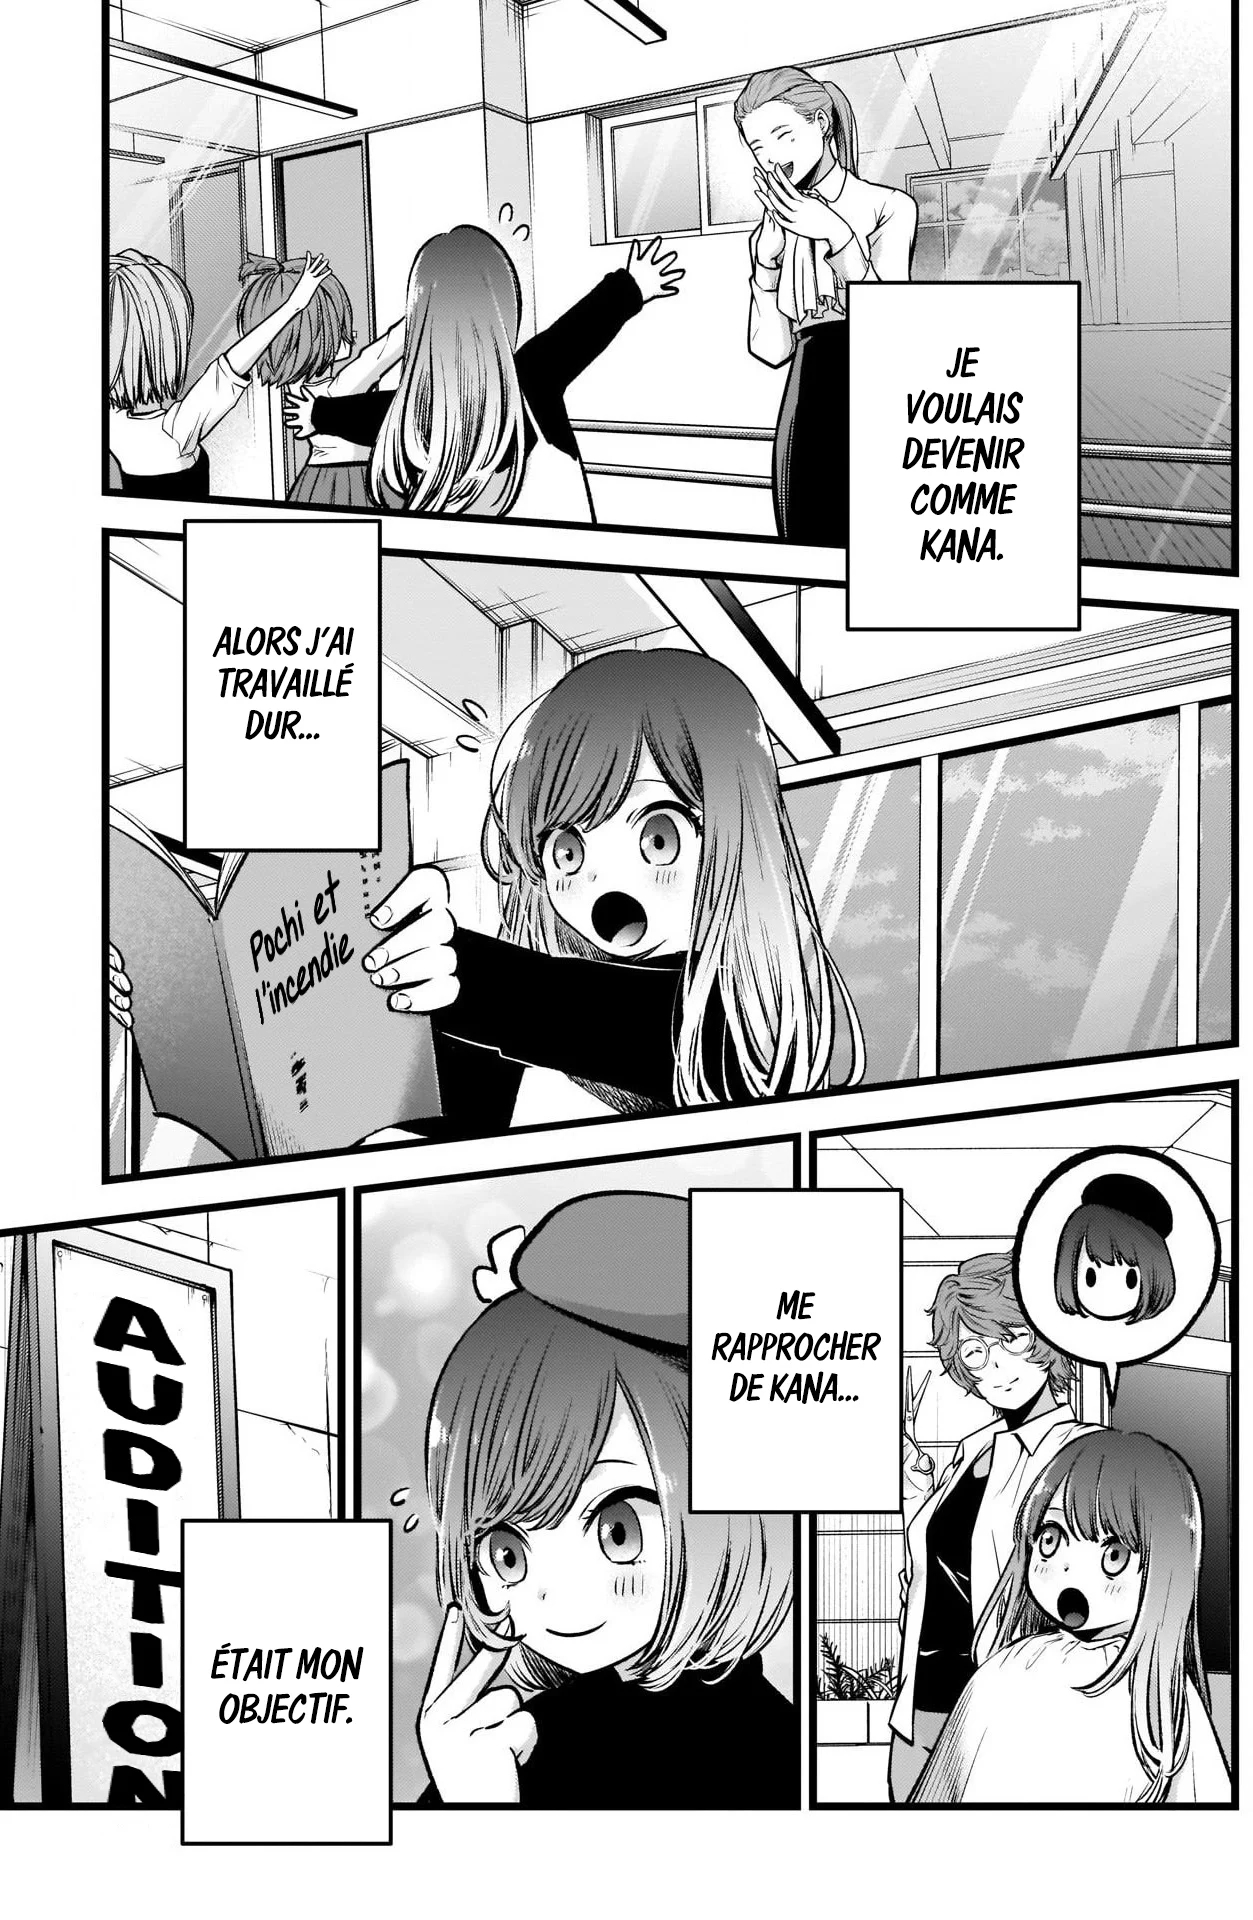 JE
VOULAIS
DEVENIR
COMME
KANA.
ALORS J'AI
TRAVAILLÉ
DUR...
Pochi et
l'incendie
ME
RAPPROCHER
DE KANA...
AUDITION
ÉTAIT MON
OBJECTIF.